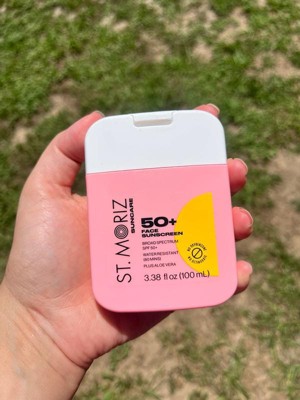 ST. MORIZ
SUNCARE
50+
FACE
SUNSCREEN
BROAD SPECTRUM
SPF 50+
WATER RESISTANT
(80 MINS)
PLUS ALOE VERA
3.38 fl oz (100 mL)